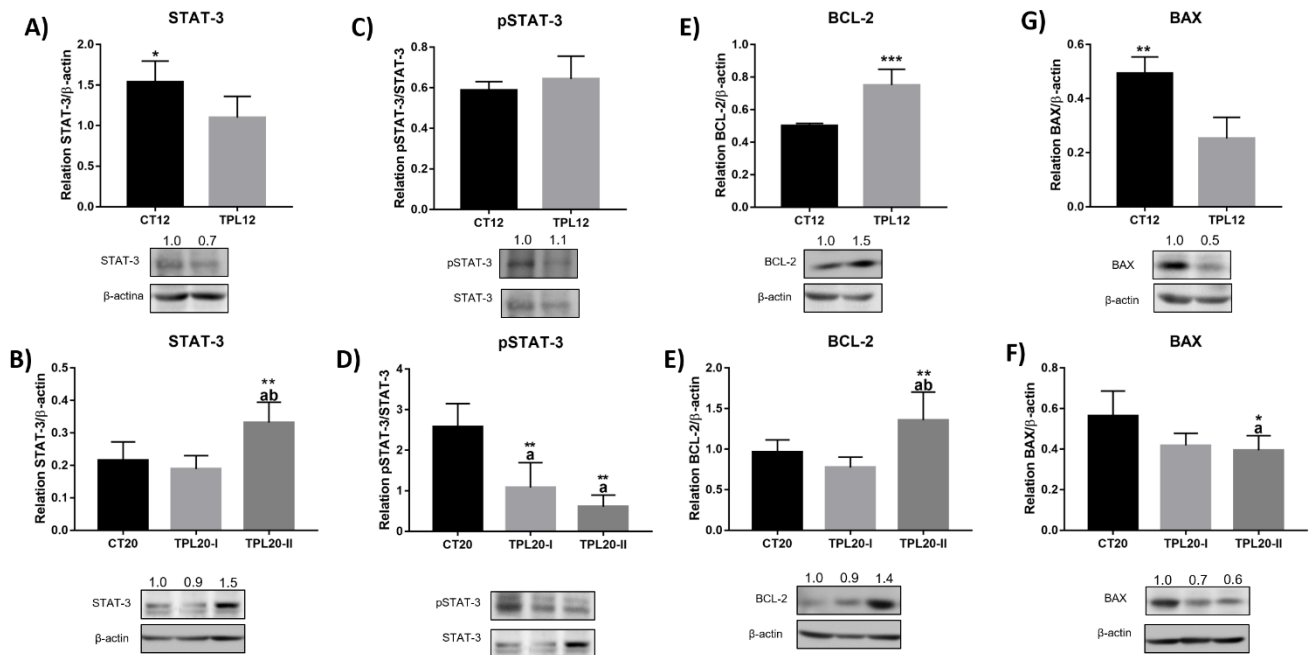 A)
STAT-3
Relation STAT-3/β-actin
2.0
1.5
1.0
0.5
0.0
*
CT12 TPL12
1.0 0.7
STAT-3
β-actina
C)
pSTAT-3
Relation pSTAT-3/STAT-3
0.8
0.6
0.4
0.2
0.0
CT12 TPL12
1.0 1.1
pSTAT-3
STAT-3
E)
BCL-2
Relation BCL-2/β-actin
1.0
0.8
0.6
0.4
0.2
0.0
***
CT12 TPL12
1.0 1.5
BCL-2
β-actin
G)
BAX
Relation BAX/β-actin
0.6
0.4
0.2
0.0
**
CT12 TPL12
1.0 0.5
BAX
β-actin
B)
STAT-3
Relation STAT-3/β-actin
0.5
0.4
0.3
0.2
0.1
0.0
**
ab
CT20 TPL20-I TPL20-II
1.0 0.9 1.5
STAT-3
β-actin
D)
pSTAT-3
Relation pSTAT-3/STAT-3
4
3
2
1
0
**
a
**
a
CT20 TPL20-I TPL20-II
pSTAT-3
STAT-3
E)
BCL-2
Relation BCL-2/β-actin
2.0
1.5
1.0
0.5
0.0
**
ab
CT20 TPL20-I TPL20-II
1.0 0.9 1.4
BCL-2
β-actin
F)
BAX
Relation BAX/β-actin
0.8
0.6
0.4
0.2
0.0
*
a
CT20 TPL20-I TPL20-II
1.0 0.7 0.6
BAX
β-actin